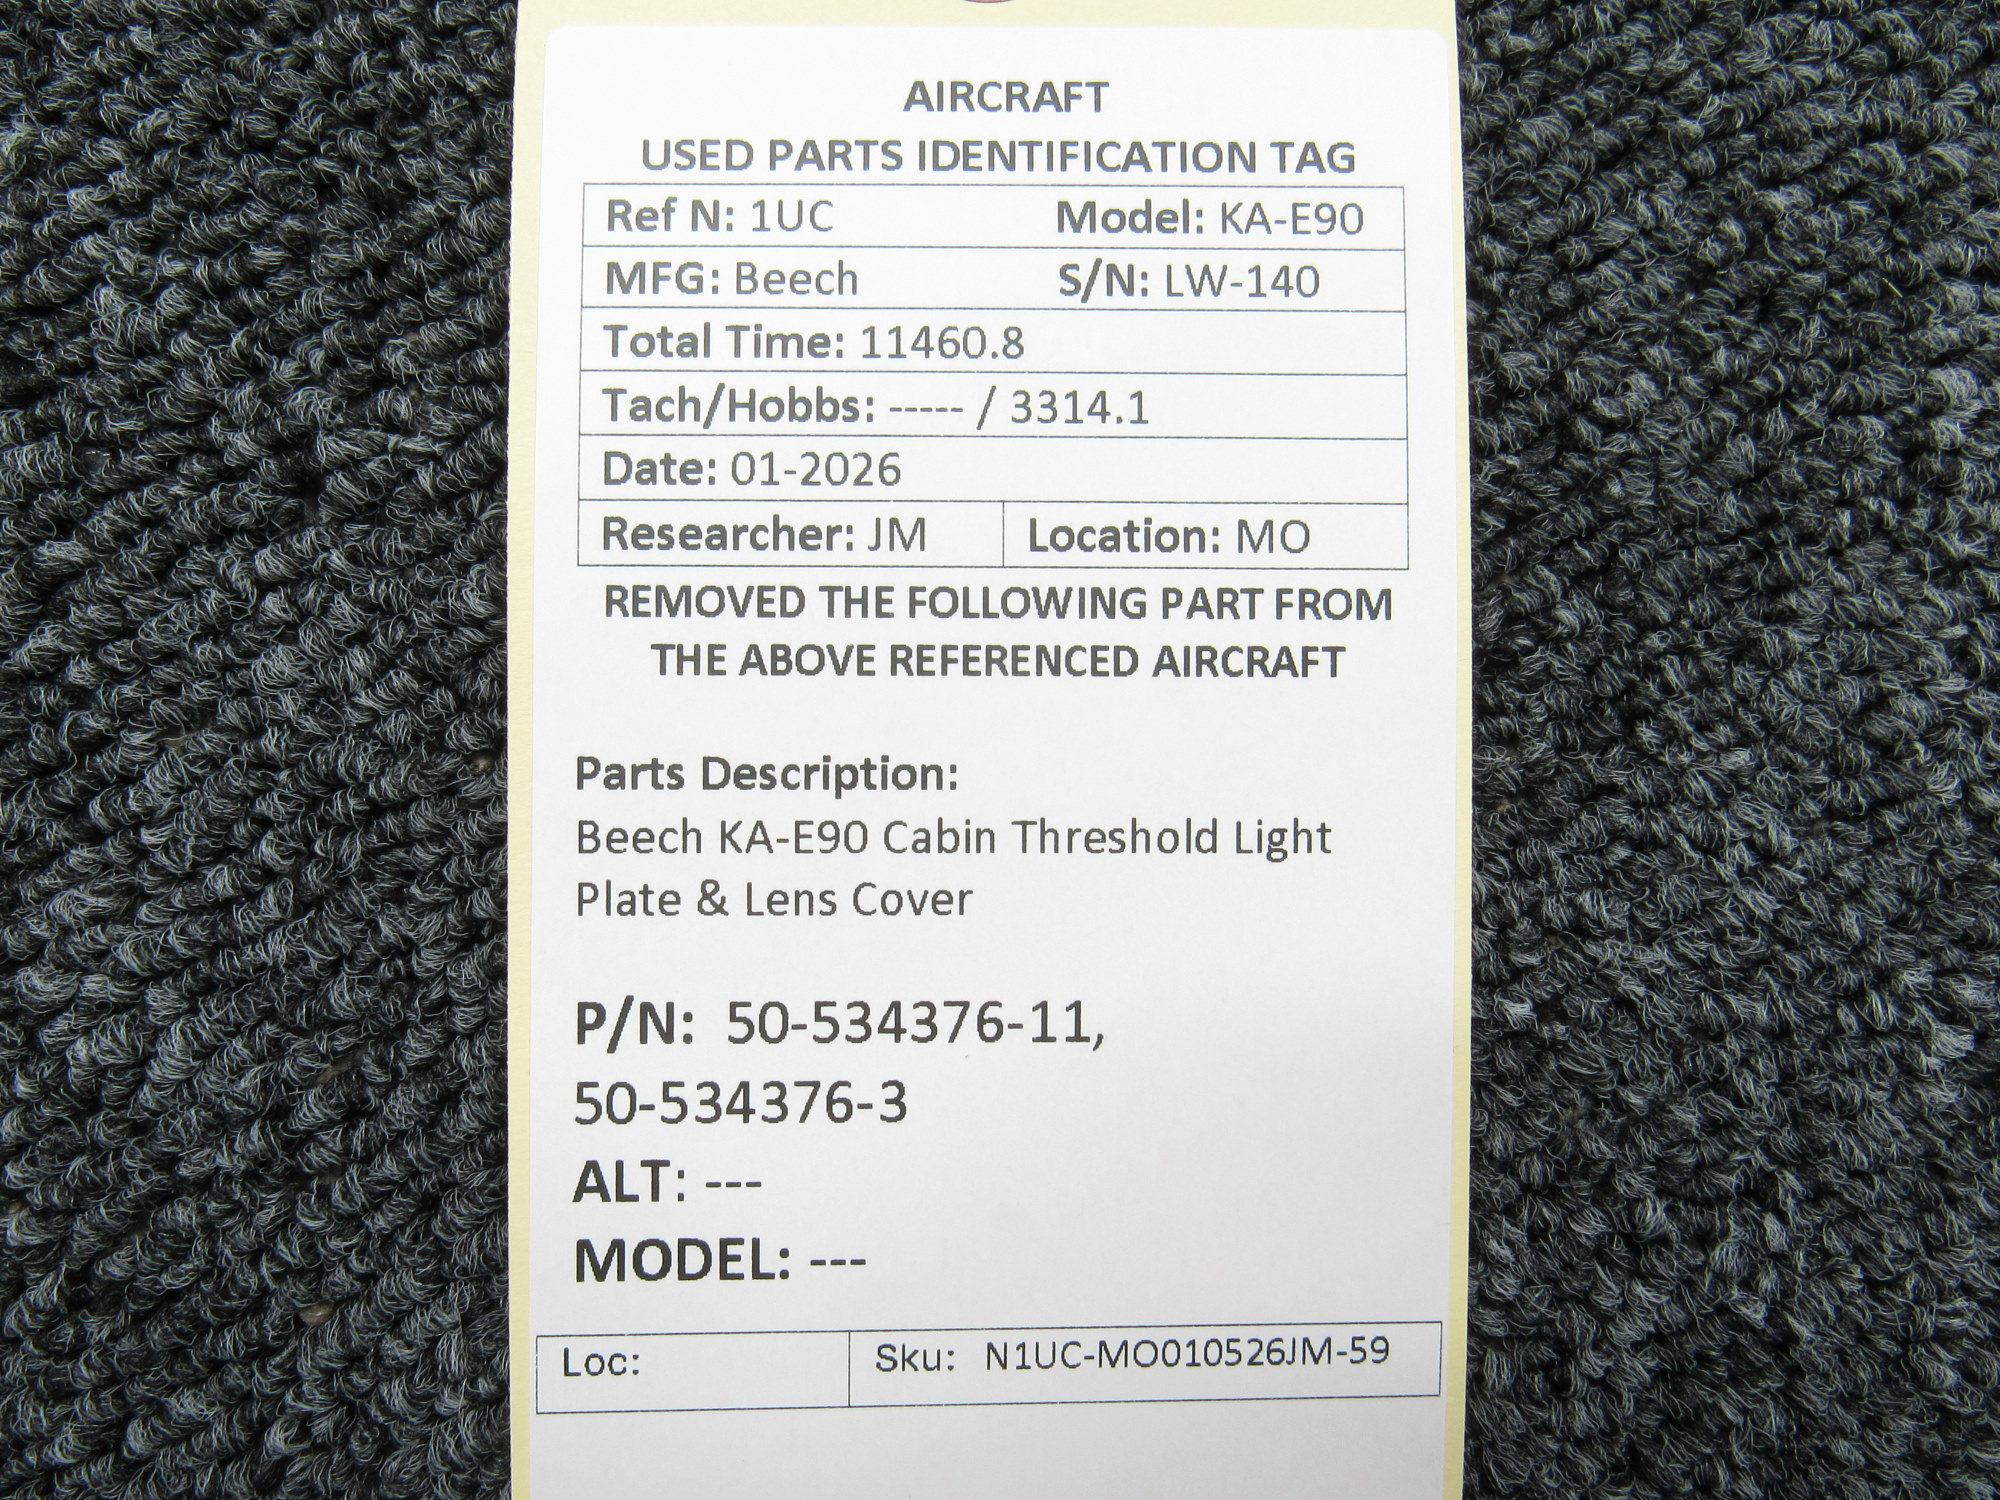 AIRCRAFT
USED PARTS IDENTIFICATION TAG
Ref N: 1UC Model: KA-E90
MFG: Beech S/N: LW-140
Total Time: 11460.8
Tach/Hobbs: ----- / 3314.1
Date: 01-2026
Researcher: JM Location: MO
REMOVED THE FOLLOWING PART FROM
THE ABOVE REFERENCED AIRCRAFT
Parts Description:
Beech KA-E90 Cabin Threshold Light
Plate & Lens Cover
P/N: 50-534376-11,
50-534376-3
ALT: ---
MODEL: ---
Loc: Sku: N1UC-MO010526JM-59